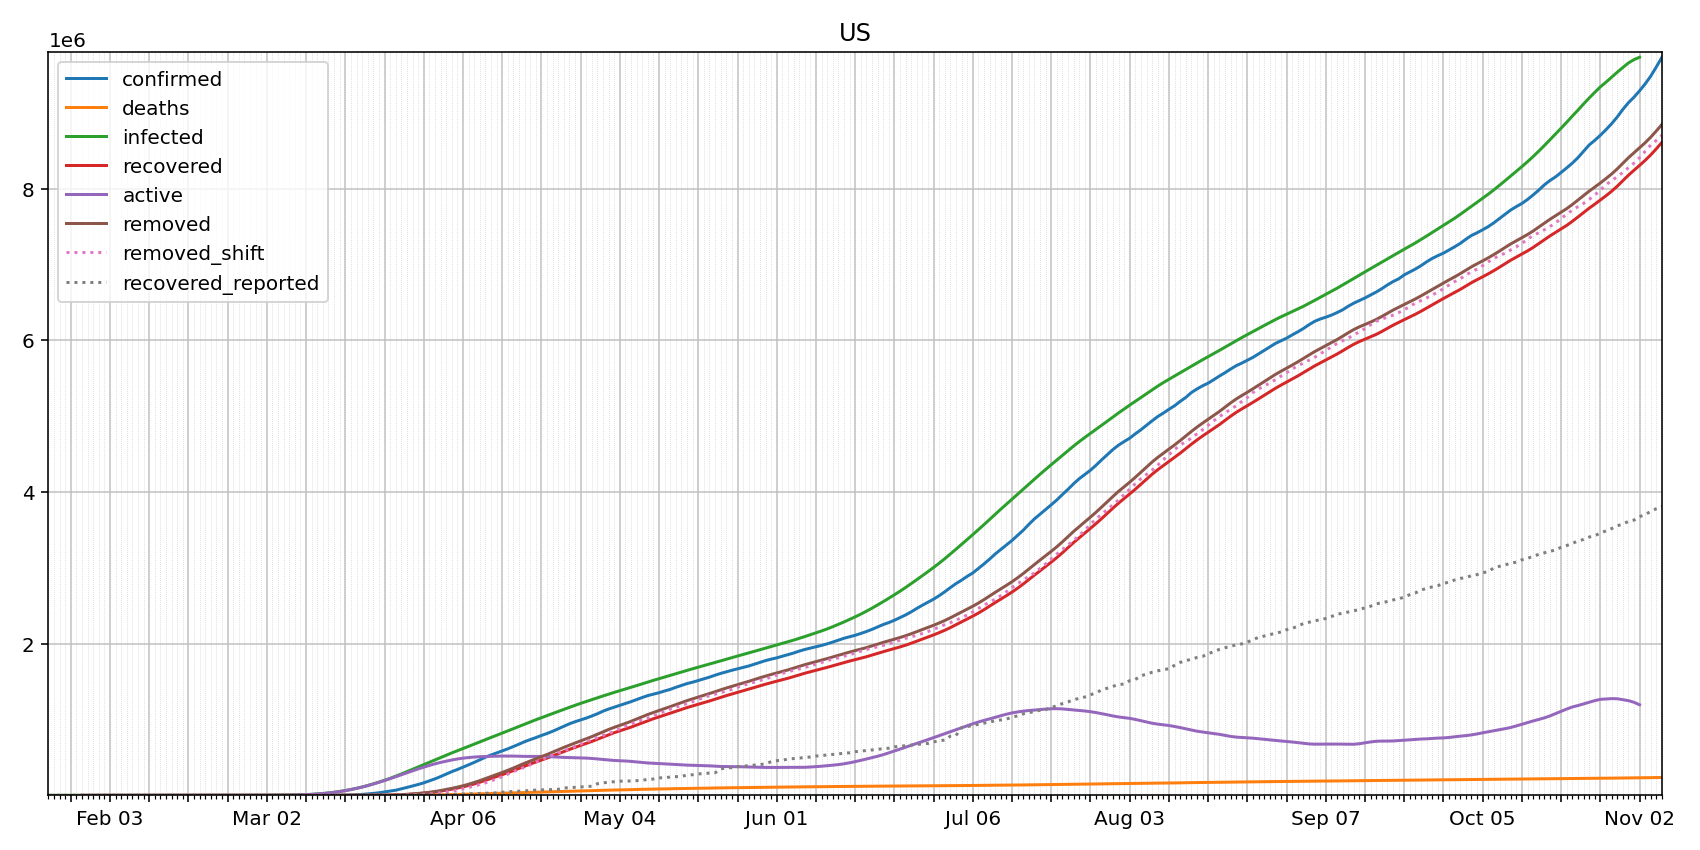 US
1e6
confirmed
deaths
infected
recovered
active
removed
removed_shift
recovered_reported
8
6
4
2
Feb 03 Mar 02 Apr 06 May 04 Jun 01 Jul 06 Aug 03 Sep 07 Oct 05 Nov 02